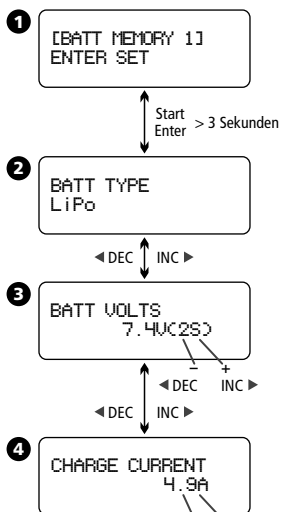 1
[BATT MEMORY 1]
ENTER SET
Start
Enter > 3 Sekunden
2
BATT TYPE
LiPo
◄ DEC INC ►
3
BATT VOLTS
7.4V(2S)
– +
◄ DEC INC ►
◄ DEC INC ►
4
CHARGE CURRENT
4.9A